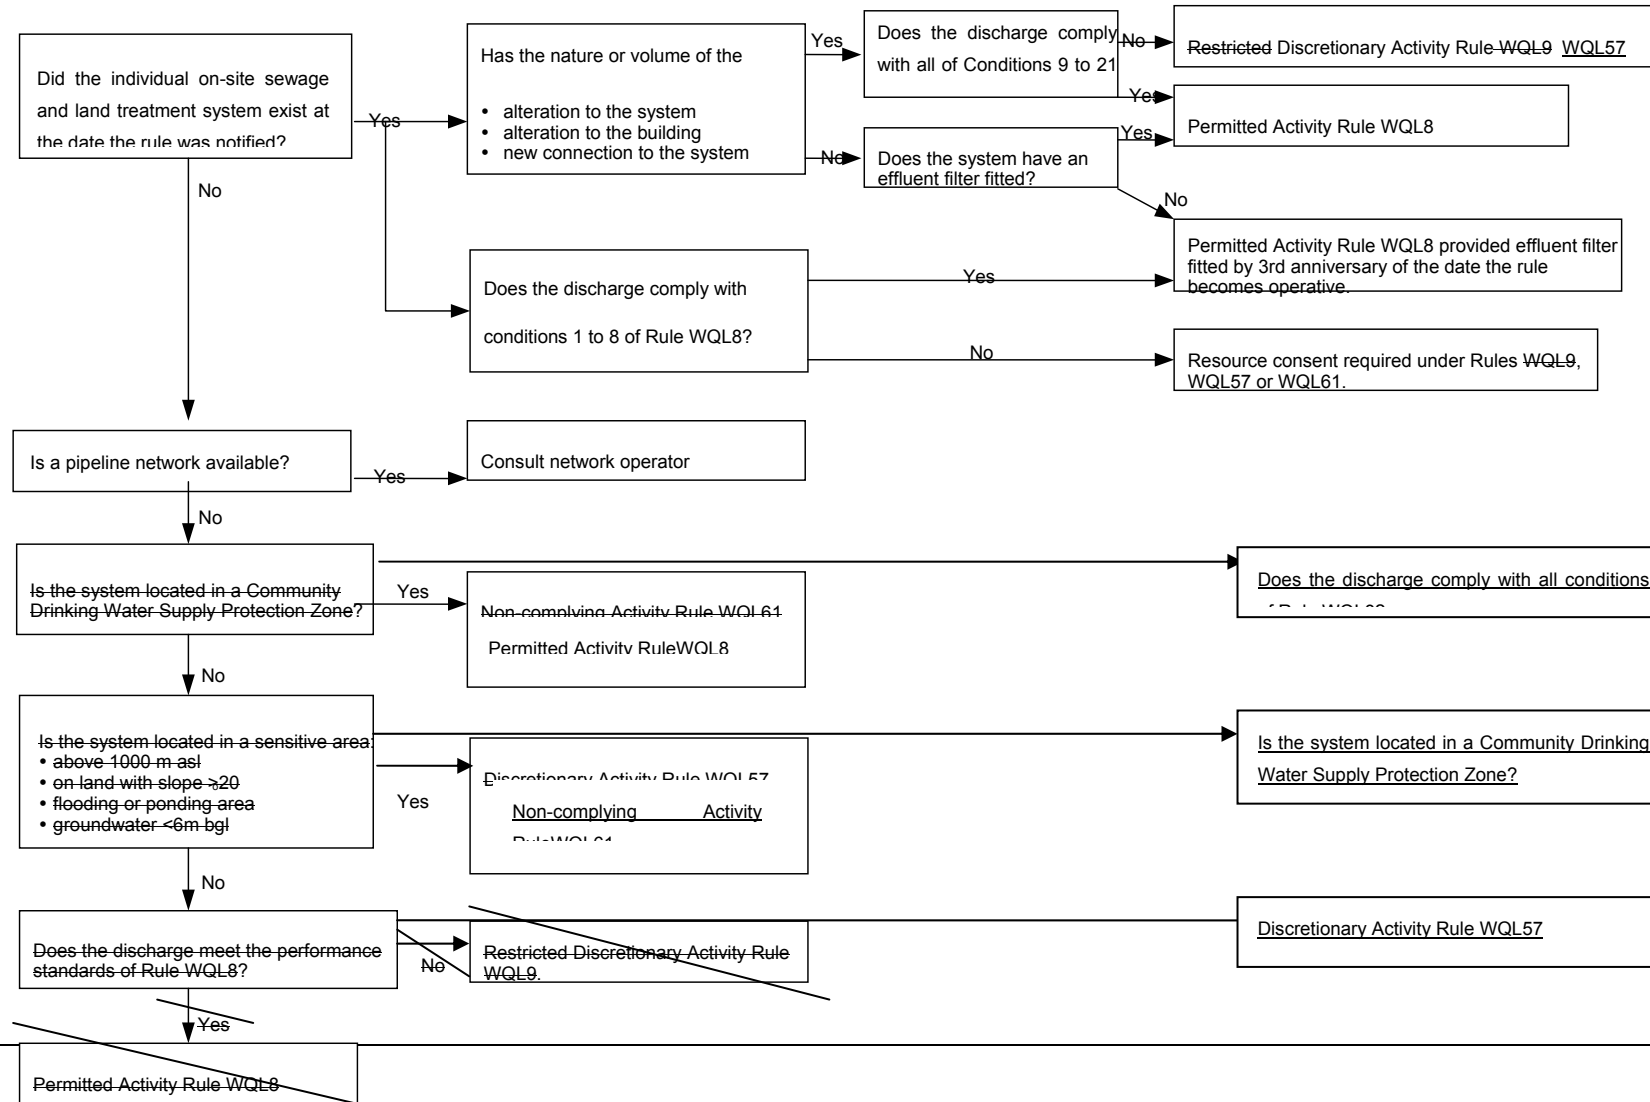 Did the individual on-site sewage
and land treatment system exist at
the date the rule was notified?
Yes
No
Has the nature or volume of the
• alteration to the system
• alteration to the building
• new connection to the system
Yes
No
Does the discharge comply
with all of Conditions 9 to 21
No
Yes
Restricted Discretionary Activity Rule WQL9 WQL57
Permitted Activity Rule WQL8
Does the system have an
effluent filter fitted?
Yes
No
Permitted Activity Rule WQL8 provided effluent filter
fitted by 3rd anniversary of the date the rule
becomes operative.
Does the discharge comply with
conditions 1 to 8 of Rule WQL8?
Yes
No
Resource consent required under Rules WQL9,
WQL57 or WQL61.
Is a pipeline network available?
Yes
Consult network operator
No
Is the system located in a Community
Drinking Water Supply Protection Zone?
Yes
Non-complying Activity Rule WQL61
Permitted Activity RuleWQL8
Does the discharge comply with all conditions
No
Is the system located in a sensitive area:
• above 1000 m asl
• on land with slope >20
• flooding or ponding area
• groundwater <6m bgl
Yes
Discretionary Activity Rule WQL57
Non-complying Activity
RuleWQL61
Is the system located in a Community Drinking
Water Supply Protection Zone?
No
Does the discharge meet the performance
standards of Rule WQL8?
No
Restricted Discretionary Activity Rule
WQL9.
Discretionary Activity Rule WQL57
Yes
Permitted Activity Rule WQL8